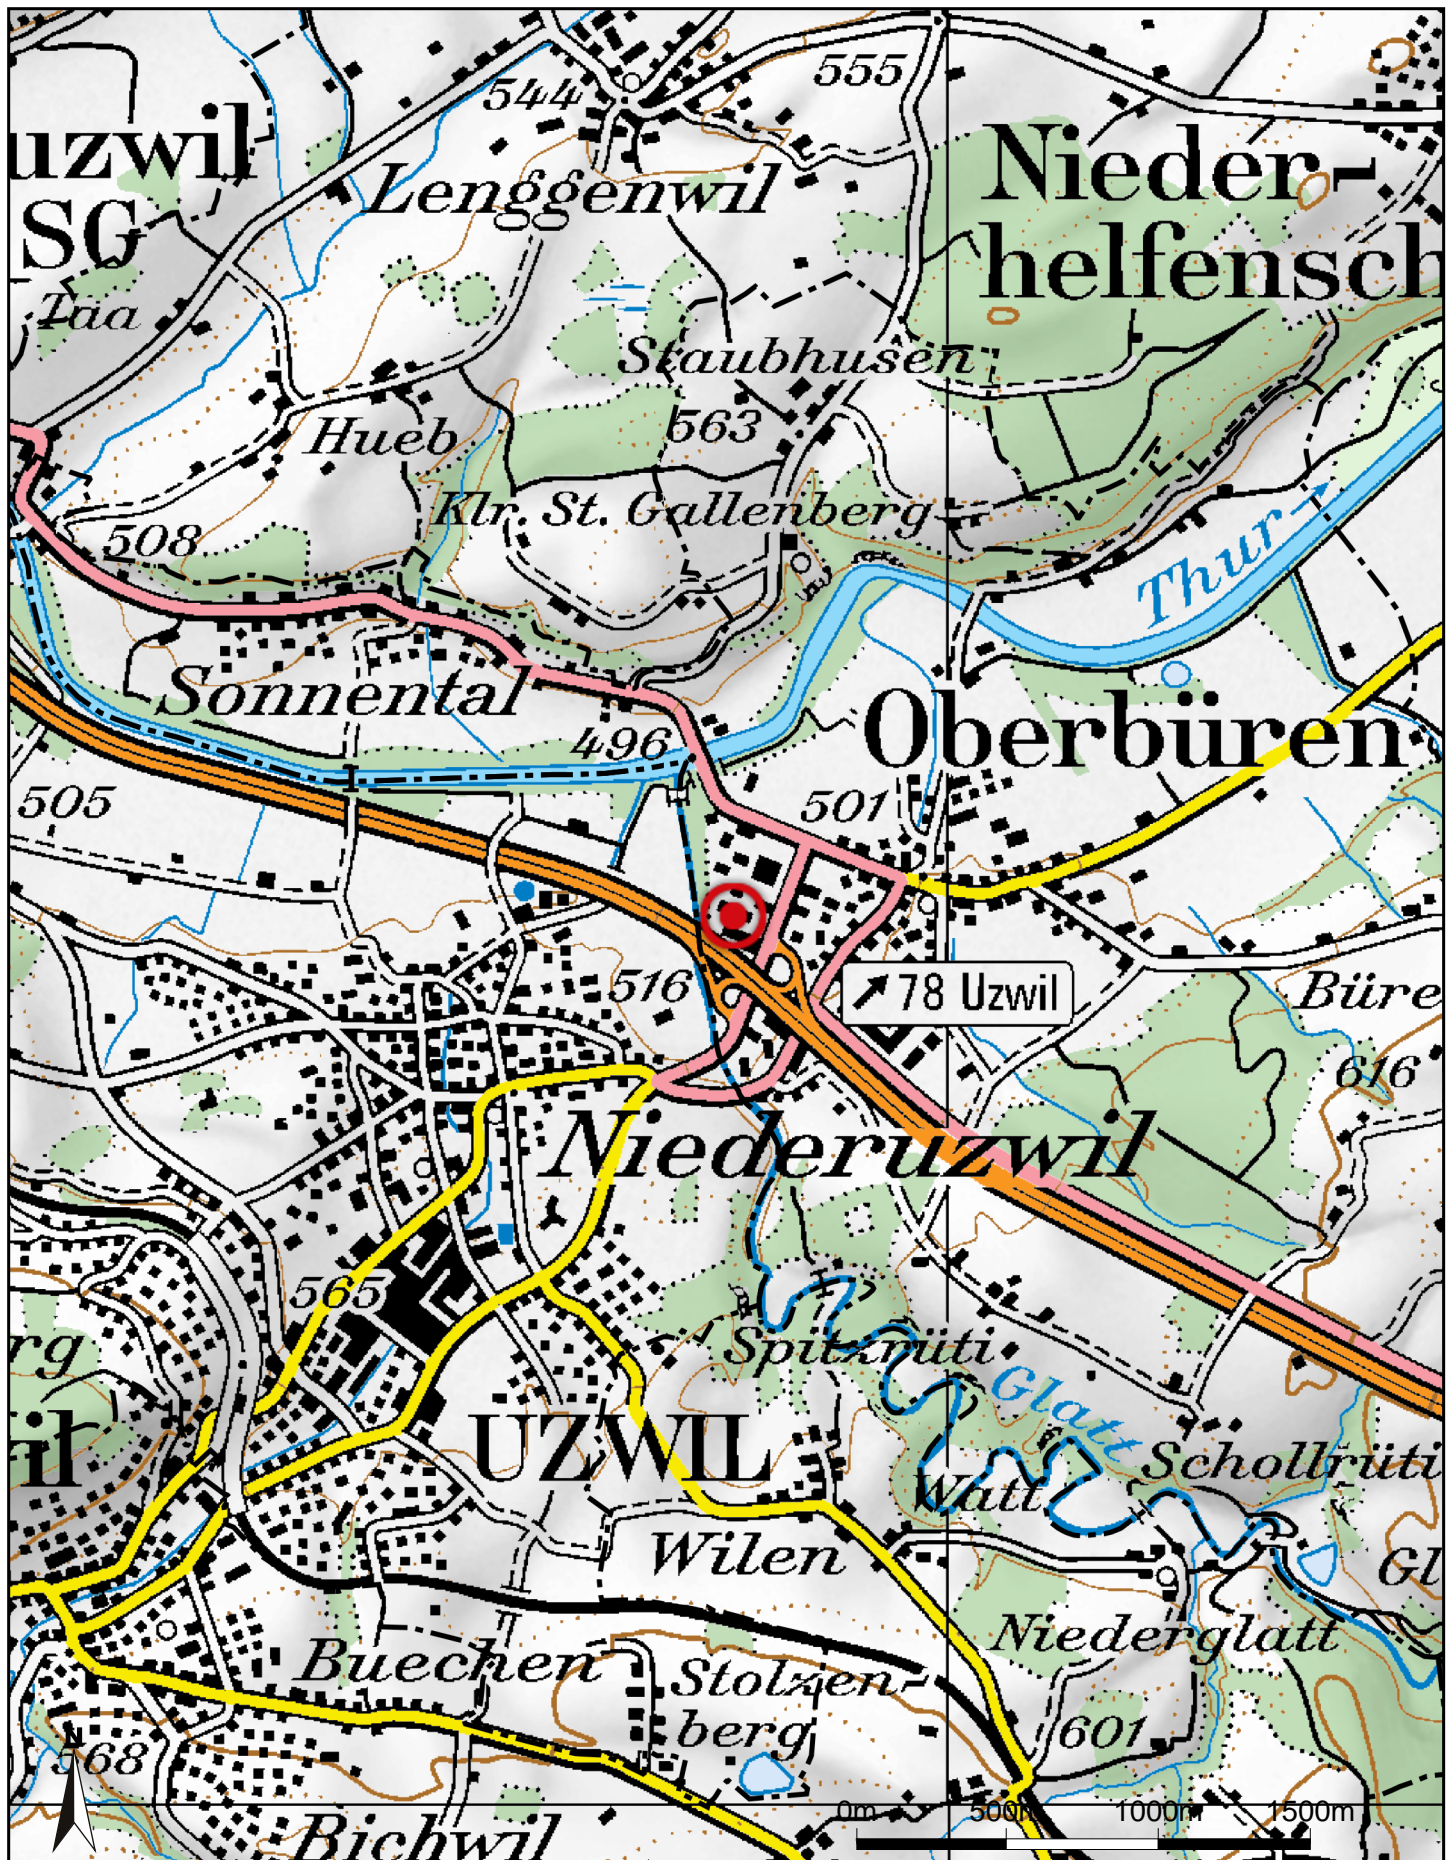 544
555
uzwil
SG
Lenggenwil
Nieder-
helfensch
Taa
Staubhusen
563
Hueb
Klr. St. Gallenberg
508
Thur
Sonnental
496
Oberbüren
505
501
516
78 Uzwil
Büre
616
Niederuzwil
565
rg
Spitzrüti
Glatt
il
UZWIL
Schollrüti
Watt
Wilen
Gl
Niederglatt
Buechen
Stolzen-
berg
601
568
N
Bichwil
0m 500m 1000m 1500m